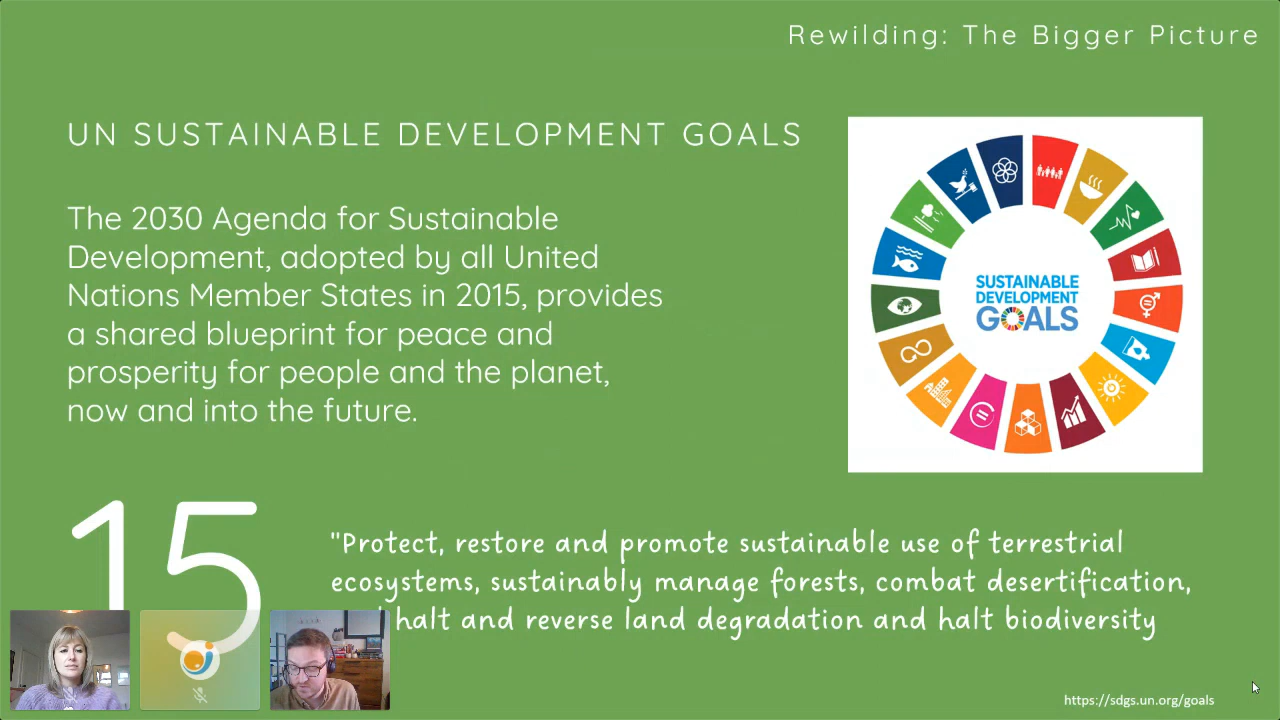 Rewilding: The Bigger Picture
UN SUSTAINABLE DEVELOPMENT GOALS
The 2030 Agenda for Sustainable
Development, adopted by all United
Nations Member States in 2015, provides
a shared blueprint for peace and
prosperity for people and the planet,
now and into the future.
SUSTAINABLE
DEVELOPMENT
GOALS
15
"Protect, restore and promote sustainable use of terrestrial
ecosystems, sustainably manage forests, combat desertification,
halt and reverse land degradation and halt biodiversity
https://sdgs.un.org/goals